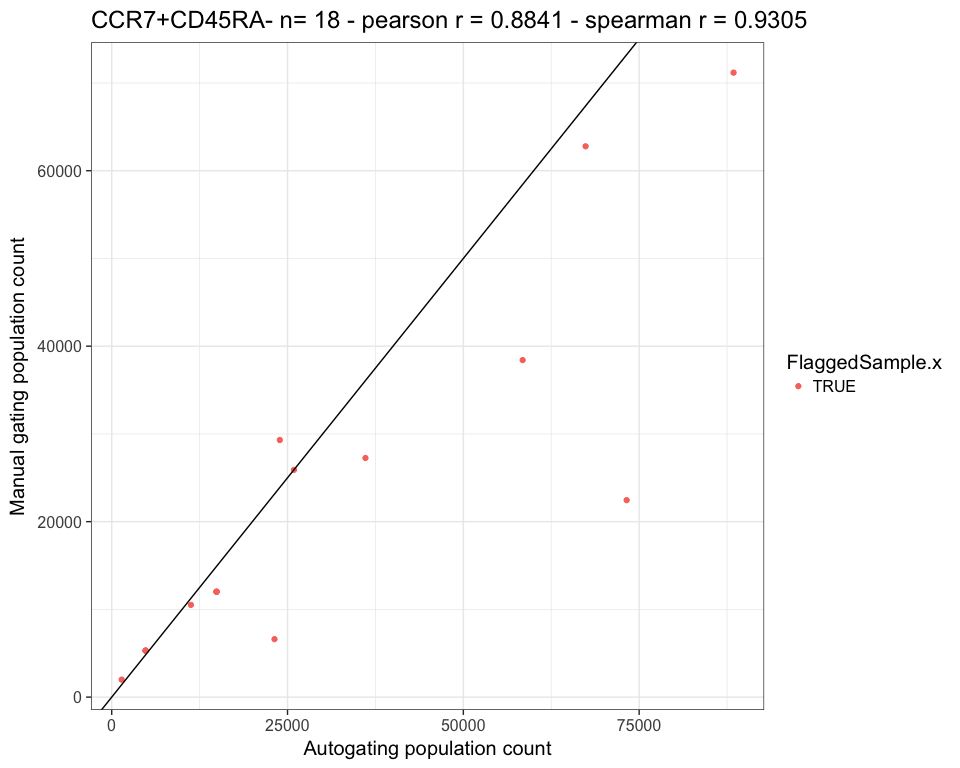 CCR7+CD45RA- n= 18 - pearson r = 0.8841 - spearman r = 0.9305
Manual gating population count
60000
40000
20000
0
0 25000 50000 75000
Autogating population count
FlaggedSample.x
TRUE